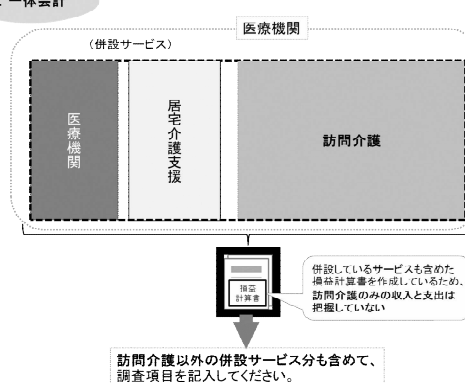 一体会計
医療機関
（併設サービス）
医療機関
居宅介護支援
訪問介護
損益
計算書
併設しているサービスも含めた
損益計算書を作成しているため、
訪問介護のみの収入と支出は
把握していない
訪問介護以外の併設サービス分も含めて、
調査項目を記入してください。